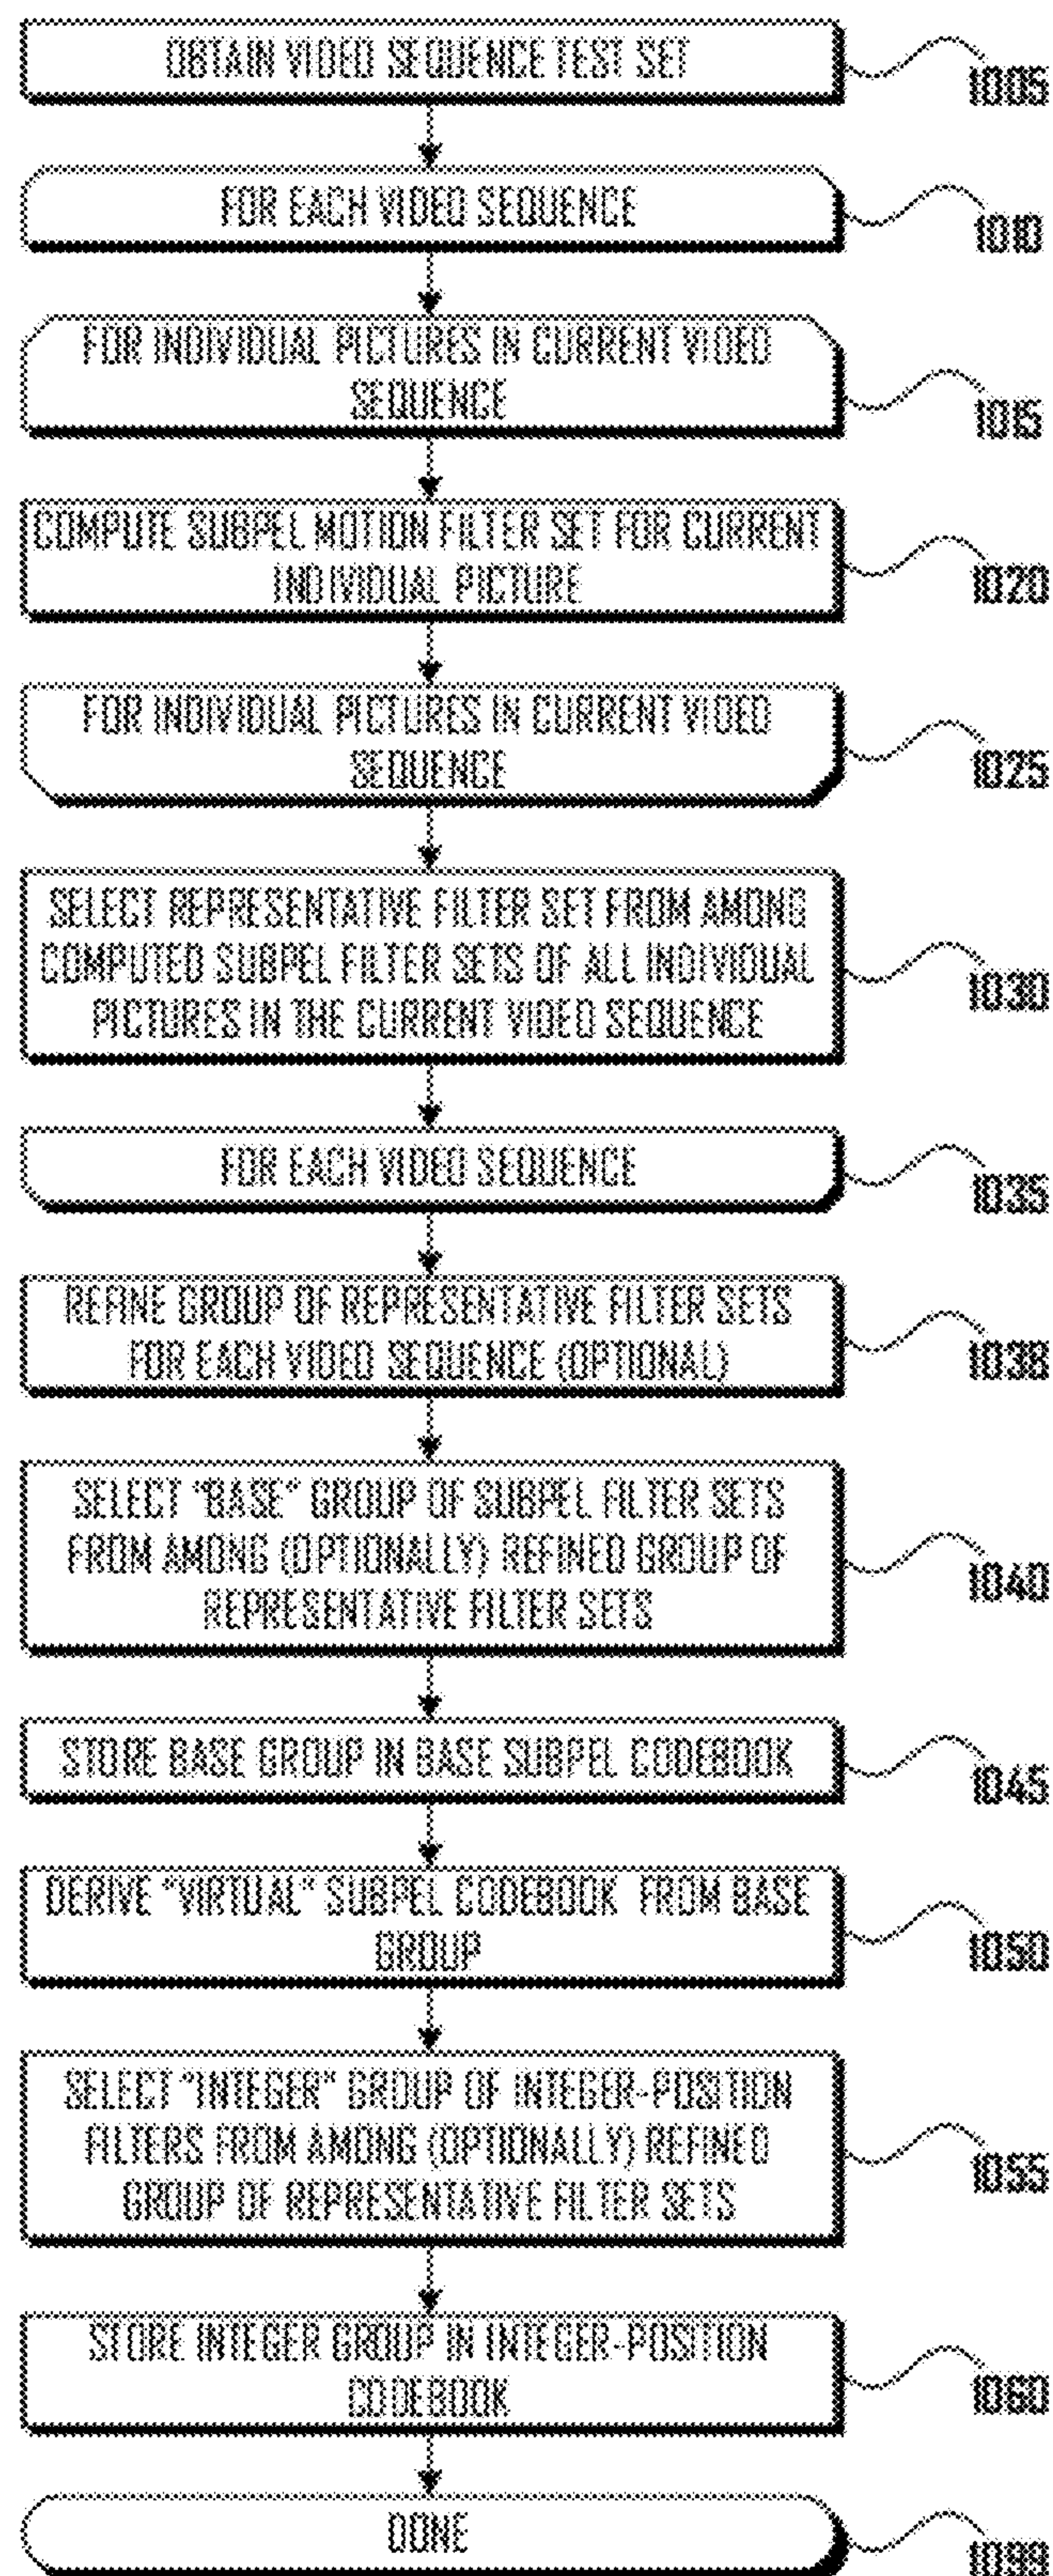 OBTAIN VIDEO SEQUENCE TEST SET
1005
FOR EACH VIDEO SEQUENCE
1010
FOR INDIVIDUAL PICTURES IN CURRENT VIDEO
SEQUENCE
1015
COMPUTE SUBPEL MOTION FILTER SET FOR CURRENT
INDIVIDUAL PICTURE
1020
FOR INDIVIDUAL PICTURES IN CURRENT VIDEO
SEQUENCE
1025
SELECT REPRESENTATIVE FILTER SET FROM AMONG
COMPUTED SUBPEL FILTER SETS OF ALL INDIVIDUAL
PICTURES IN THE CURRENT VIDEO SEQUENCE
1030
FOR EACH VIDEO SEQUENCE
1035
REFINE GROUP OF REPRESENTATIVE FILTER SETS
FOR EACH VIDEO SEQUENCE (OPTIONAL)
SELECT "BASE" GROUP OF SUBPEL FILTER SETS
FROM AMONG (OPTIONALLY) REFINED GROUP OF
REPRESENTATIVE FILTER SETS
1040
STORE BASE GROUP IN BASE SUBPEL CODEBOOK
1045
DERIVE "VIRTUAL" SUBPEL CODEBOOK FROM BASE
GROUP
1050
SELECT "INTEGER" GROUP OF INTEGER-POSITION
FILTERS FROM AMONG (OPTIONALLY) REFINED
GROUP OF REPRESENTATIVE FILTER SETS
1055
STORE INTEGER GROUP IN INTEGER-POSITION
CODEBOOK
1060
DONE
1099